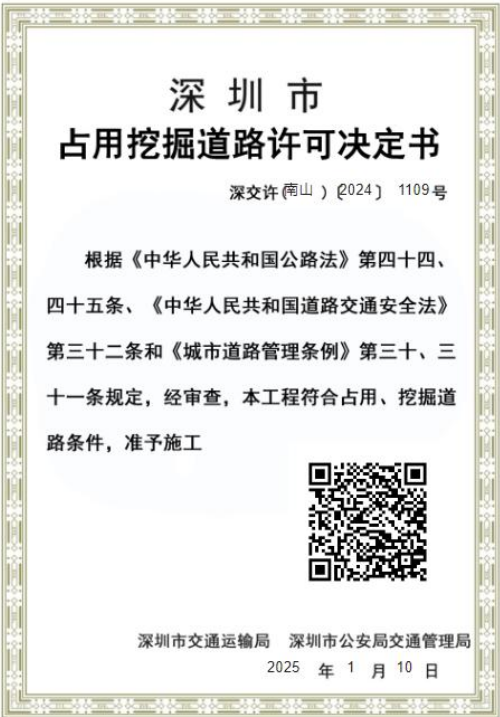 深圳市
占用挖掘道路许可决定书
深交许(南山)〔2024〕 1109号
根据《中华人民共和国公路法》第四十四、
四十五条、《中华人民共和国道路交通安全法》
第三十二条和《城市道路管理条例》第三十、三
十一条规定，经审查，本工程符合占用、挖掘道
路条件，准予施工
深圳市交通运输局 深圳市公安局交通管理局
2025 年 1 月 10 日